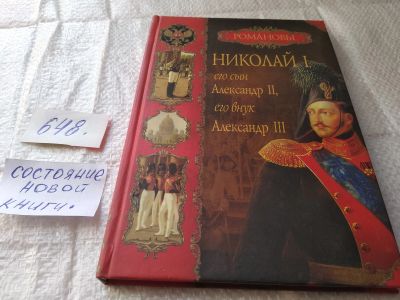 648.
состояние
новой
книги.
РОМАНОВЫ
НИКОЛАЙ I
его сын
Александр II,
его внук
Александр III